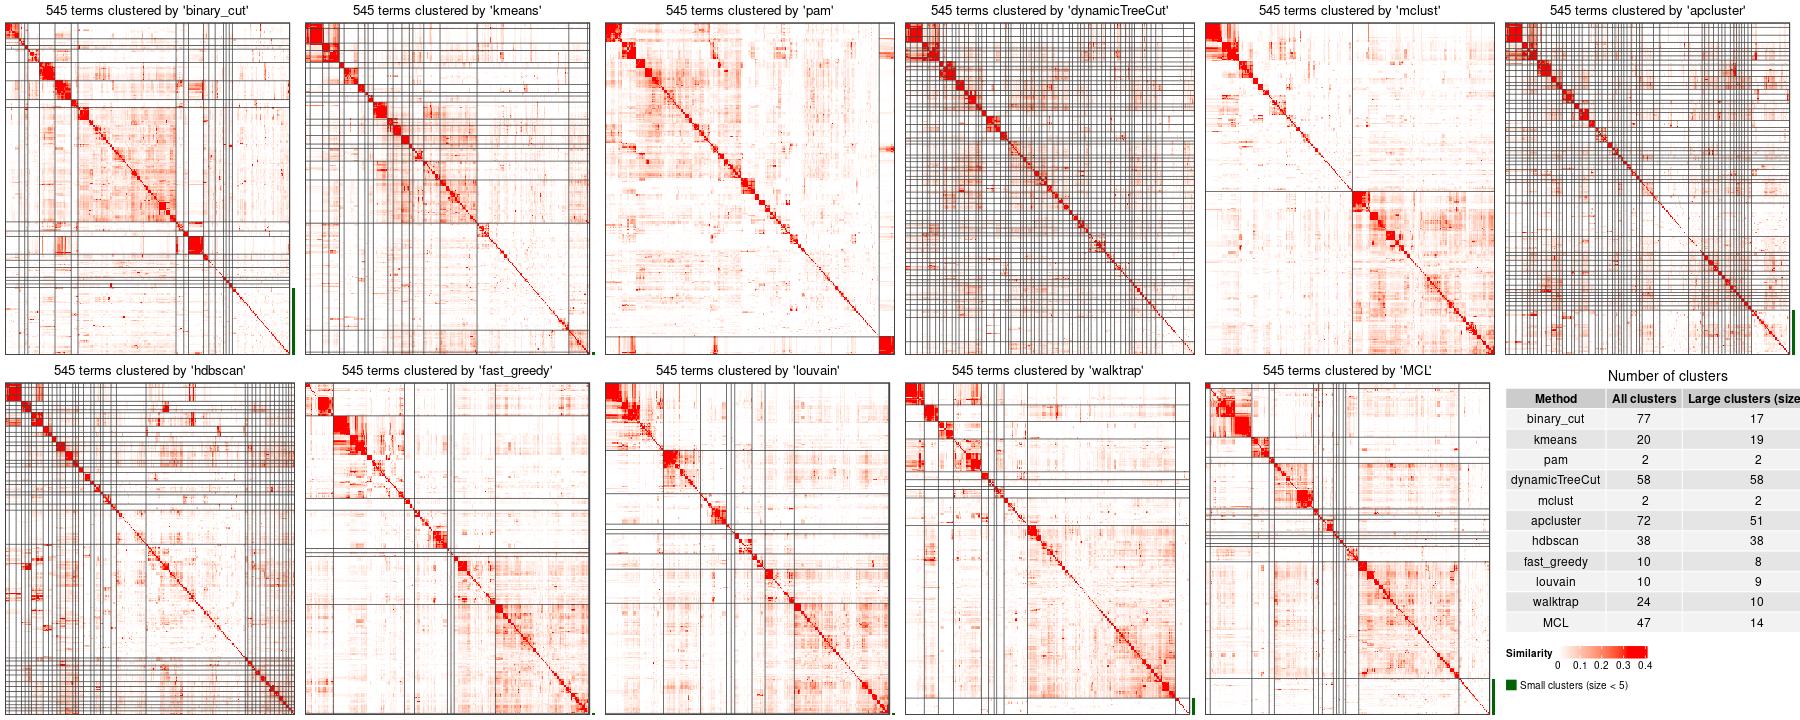 545 terms clustered by 'binary_cut'
545 terms clustered by 'kmeans'
545 terms clustered by 'pam'
545 terms clustered by 'dynamicTreeCut'
545 terms clustered by 'mclust'
545 terms clustered by 'apcluster'
545 terms clustered by 'hdbscan'
545 terms clustered by 'fast_greedy'
545 terms clustered by 'louvain'
545 terms clustered by 'walktrap'
545 terms clustered by 'MCL'
Number of clusters
Method All clusters Large clusters (size
binary_cut 77 17
kmeans 20 19
pam 2 2
dynamicTreeCut 58 58
mclust 2 2
apcluster 72 51
hdbscan 38 38
fast_greedy 10 8
louvain 10 9
walktrap 24 10
MCL 47 14
Similarity
0 0.1 0.2 0.3 0.4
Small clusters (size < 5)